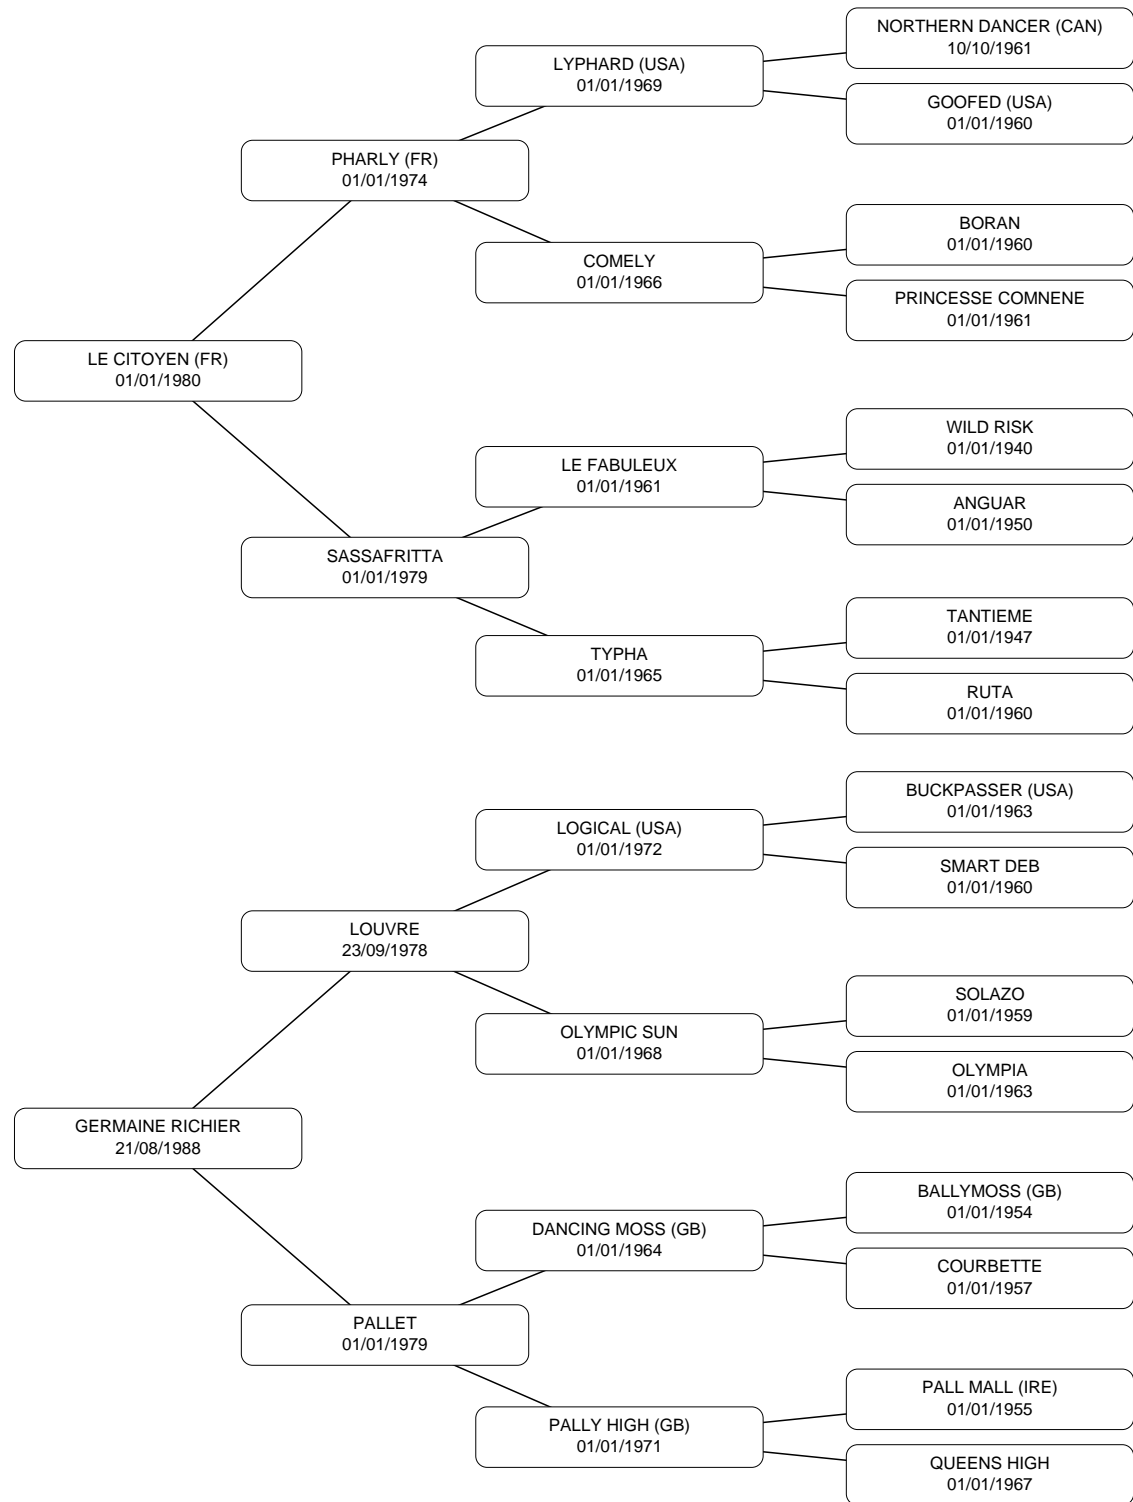 NORTHERN DANCER (CAN)
10/10/1961
LYPHARD (USA)
01/01/1969
GOOFED (USA)
01/01/1960
PHARLY (FR)
01/01/1974
BORAN
01/01/1960
COMELY
01/01/1966
PRINCESSE COMNENE
01/01/1961
LE CITOYEN (FR)
01/01/1980
WILD RISK
01/01/1940
LE FABULEUX
01/01/1961
ANGUAR
01/01/1950
SASSAFRITTA
01/01/1979
TANTIEME
01/01/1947
TYPHA
01/01/1965
RUTA
01/01/1960
BUCKPASSER (USA)
01/01/1963
LOGICAL (USA)
01/01/1972
SMART DEB
01/01/1960
LOUVRE
23/09/1978
SOLAZO
01/01/1959
OLYMPIC SUN
01/01/1968
OLYMPIA
01/01/1963
GERMAINE RICHIER
21/08/1988
BALLYMOSS (GB)
01/01/1954
DANCING MOSS (GB)
01/01/1964
COURBETTE
01/01/1957
PALLET
01/01/1979
PALL MALL (IRE)
01/01/1955
PALLY HIGH (GB)
01/01/1971
QUEENS HIGH
01/01/1967